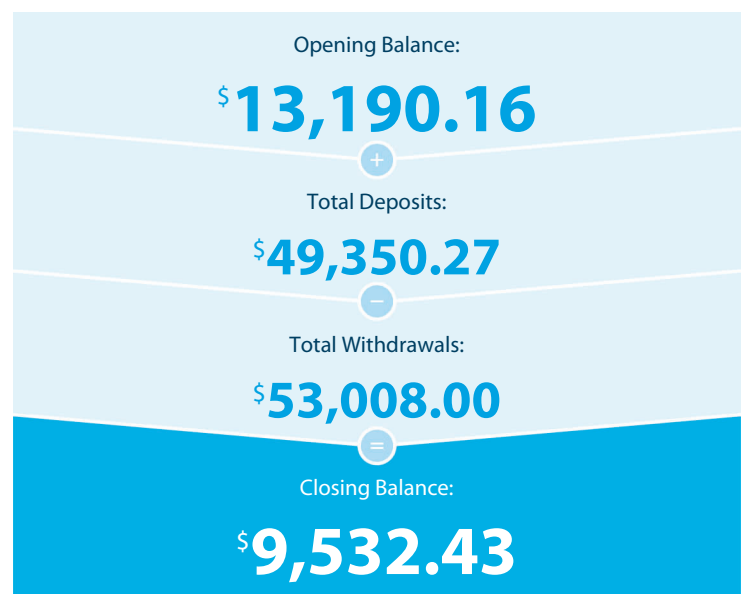 Opening Balance:
$13,190.16
+
Total Deposits:
$49,350.27
−
Total Withdrawals:
$53,008.00
=
Closing Balance:
$9,532.43